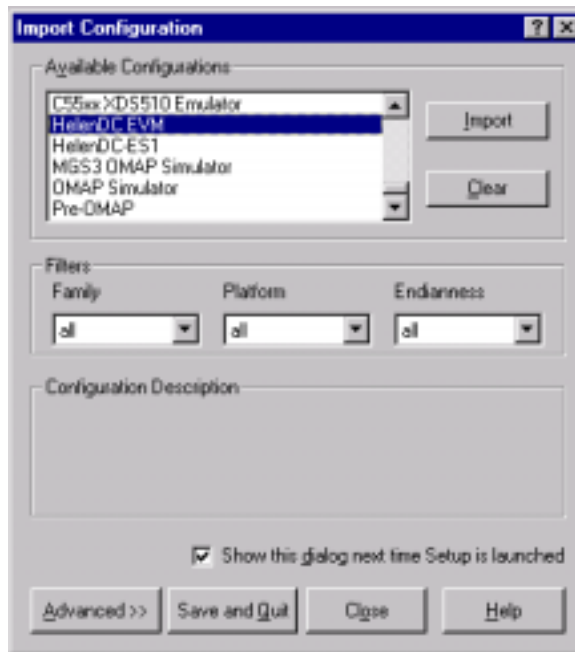 Import Configuration
Available Configurations
C55xx XDS510 Emulator
HelenDC EVM
HelenDC-ES1
MGS3 OMAP Simulator
OMAP Simulator
Pre-OMAP
Import
Clear
Filters
Family Platform Endianness
all all all
Configuration Description
Show this dialog next time Setup is launched
Advanced >> Save and Quit Close Help